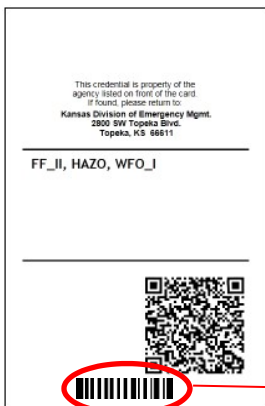 This credential is property of the
agency listed on front of the card.
If found, please return to:
Kansas Division of Emergency Mgmt.
2800 SW Topeka Blvd.
Topeka, KS 66611
FF_II, HAZO, WFO_I